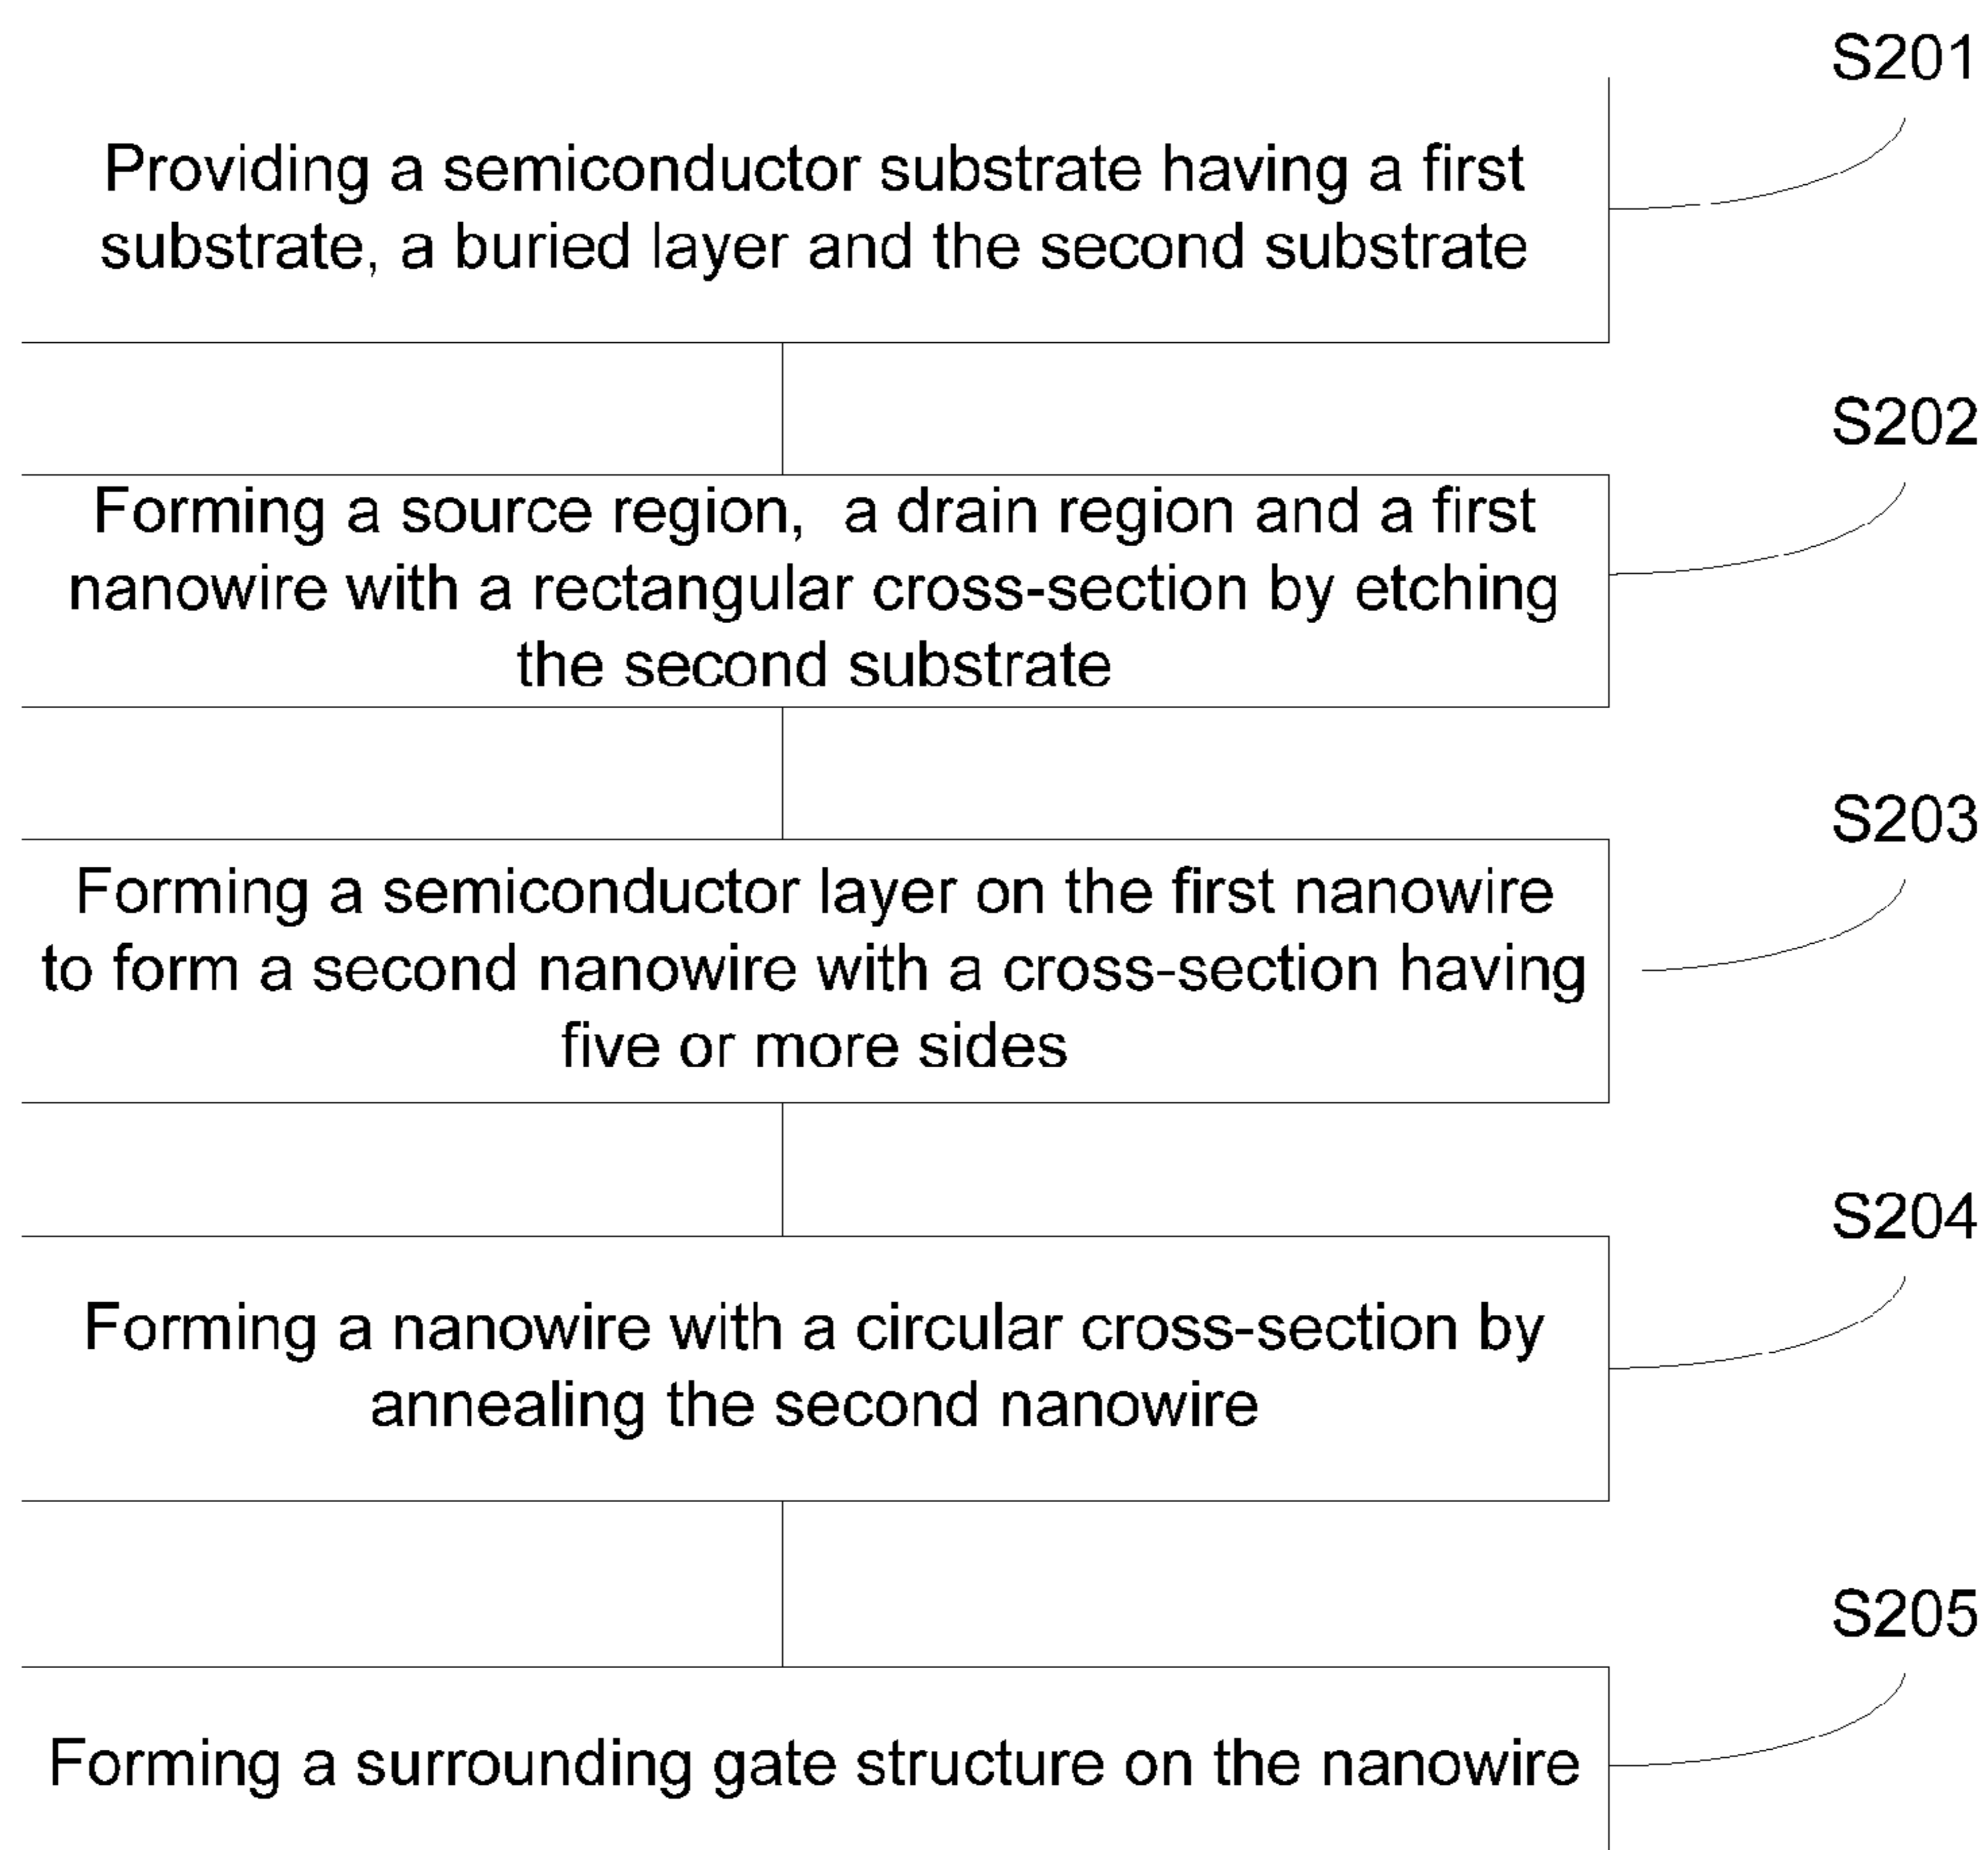 S201
Providing a semiconductor substrate having a first
substrate, a buried layer and the second substrate
S202
Forming a source region, a drain region and a first
nanowire with a rectangular cross-section by etching
the second substrate
S203
Forming a semiconductor layer on the first nanowire
to form a second nanowire with a cross-section having
five or more sides
S204
Forming a nanowire with a circular cross-section by
annealing the second nanowire
S205
Forming a surrounding gate structure on the nanowire